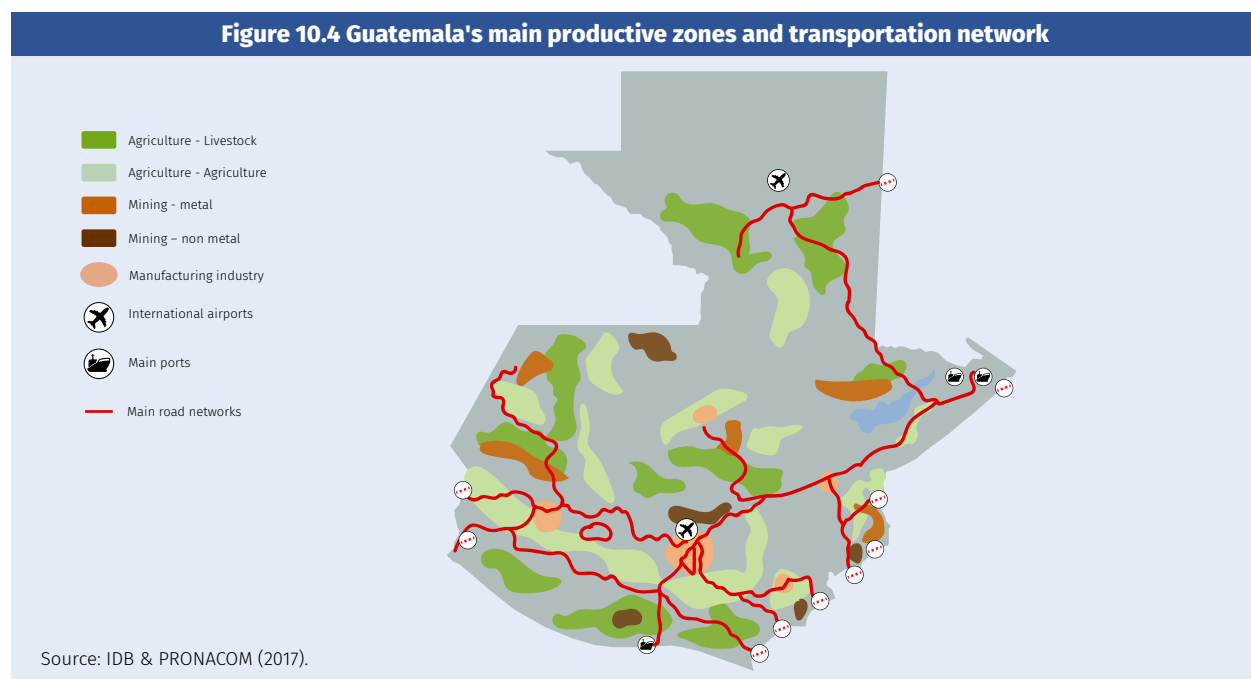 Figure 10.4 Guatemala's main productive zones and transportation network
Agriculture - Livestock
Agriculture - Agriculture
Mining - metal
Mining – non metal
Manufacturing industry
International airports
Main ports
Main road networks
Source: IDB & PRONACOM (2017).